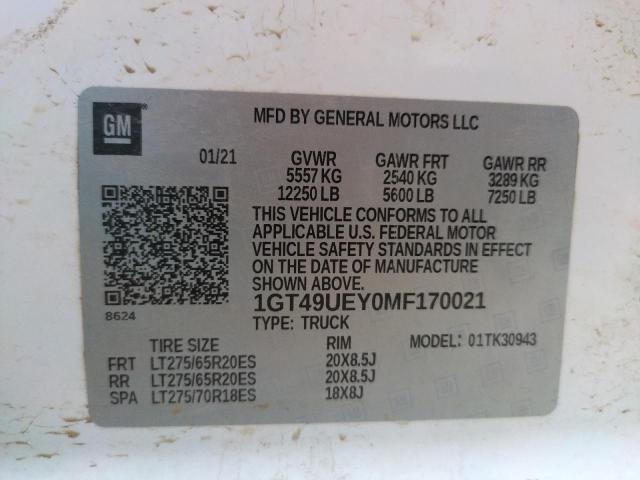 GM
MFD BY GENERAL MOTORS LLC
01/21 GVWR GAWR FRT GAWR RR
5557 KG 2540 KG 3289 KG
12250 LB 5600 LB 7250 LB
THIS VEHICLE CONFORMS TO ALL
APPLICABLE U.S. FEDERAL MOTOR
VEHICLE SAFETY STANDARDS IN EFFECT
ON THE DATE OF MANUFACTURE
SHOWN ABOVE.
8624
1GT49UEY0MF170021
TYPE: TRUCK MODEL: 01TK30943
TIRE SIZE RIM
FRT LT275/65R20ES 20X8.5J
RR LT275/65R20ES 20X8.5J
SPA LT275/70R18ES 18X8J